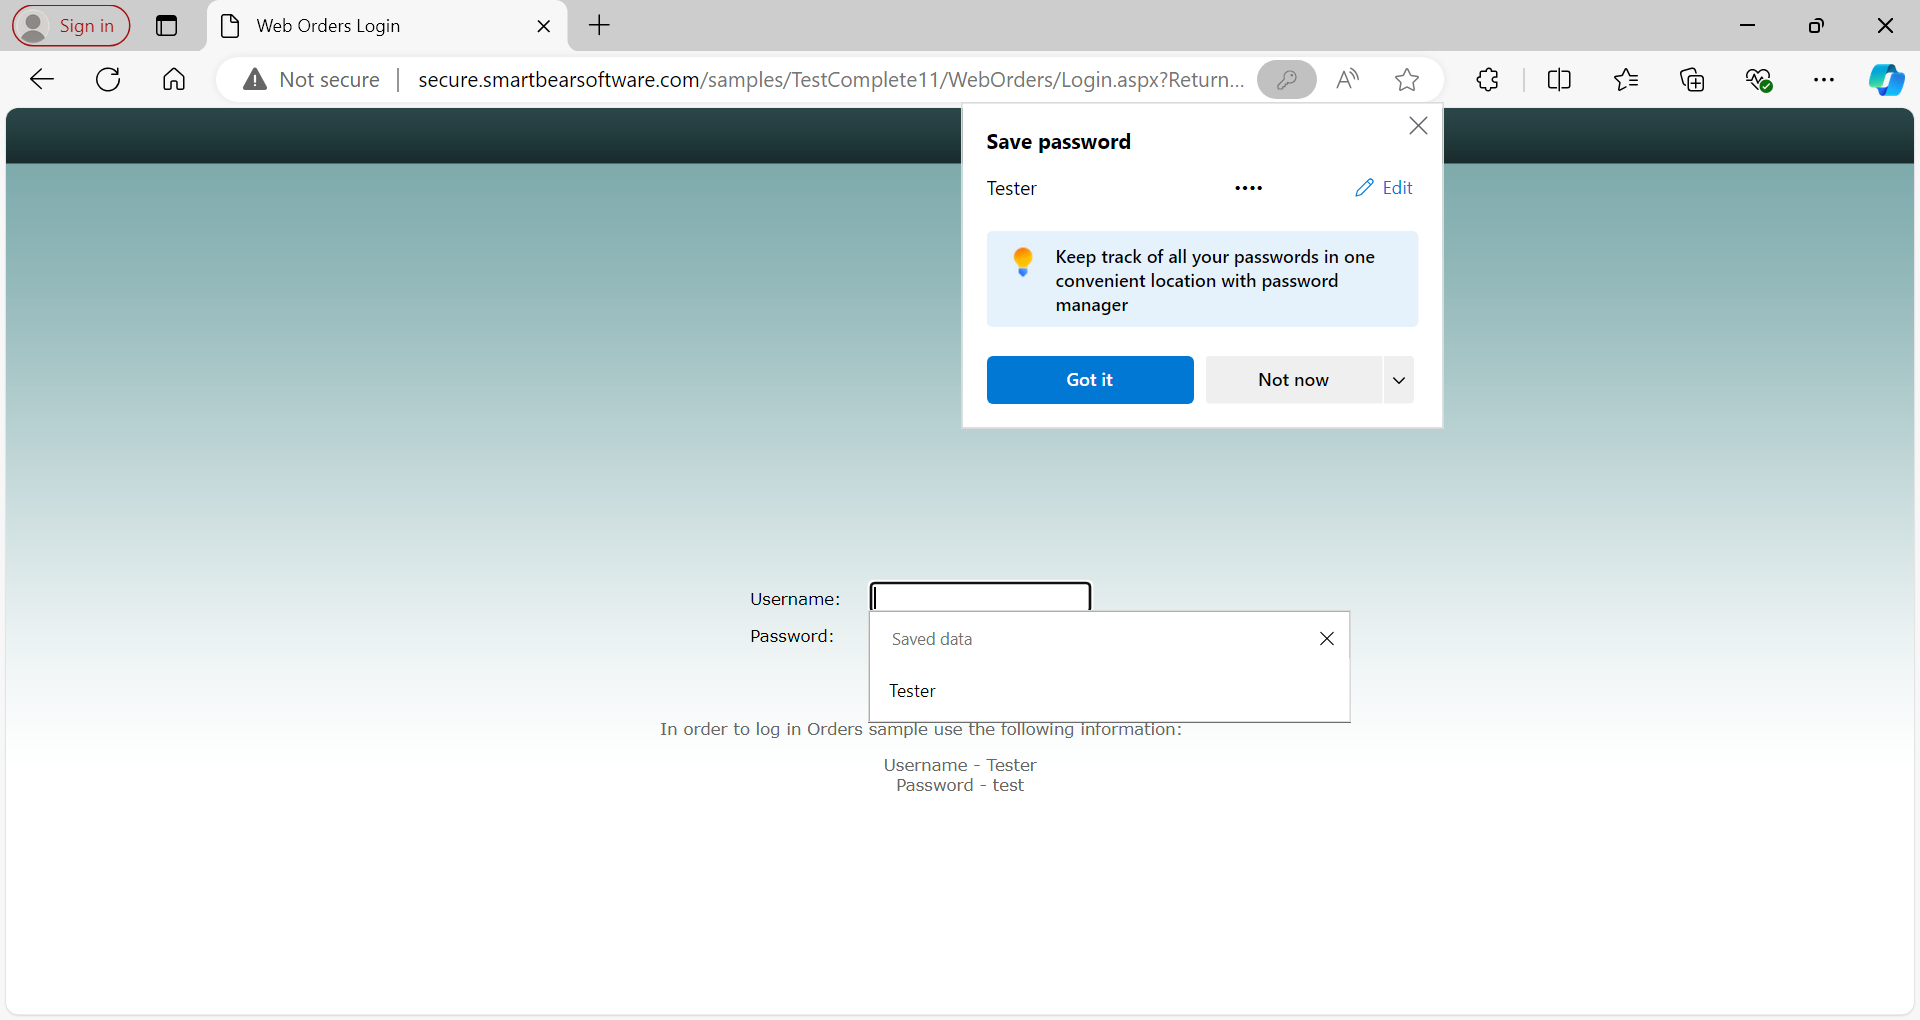 Sign in
Web Orders Login
Not secure
secure.smartbearsoftware.com/samples/TestComplete11/WebOrders/Login.aspx?Return...
Save password
Tester •••• Edit
Keep track of all your passwords in one
convenient location with password
manager
Got it
Not now
Username:
Password:
Saved data
Tester
In order to log in Orders sample use the following information:
Username - Tester
Password - test